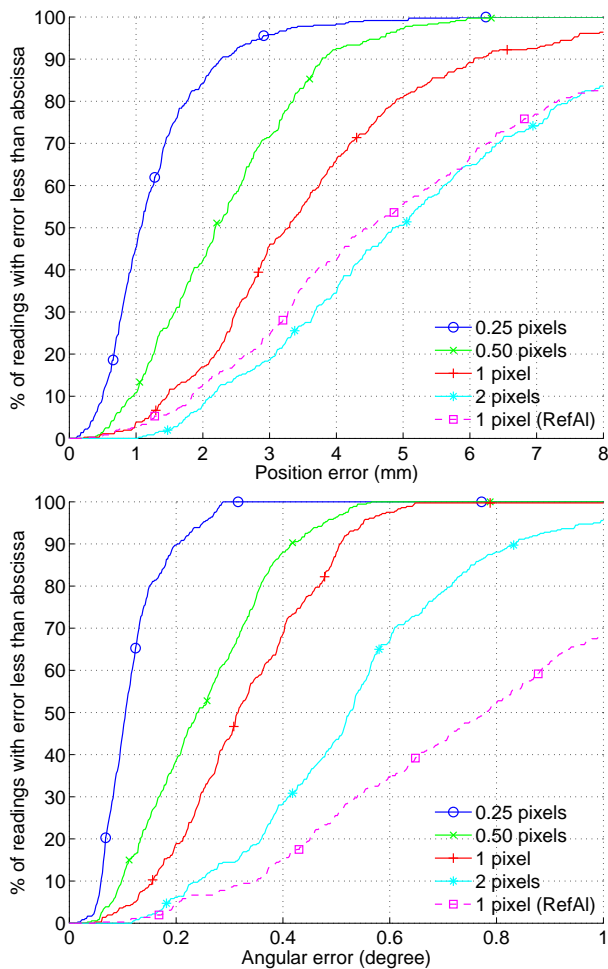 % of readings with error less than abscissa
100
90
80
70
60
50
40
30
20
10
0
0 1 2 3 4 5 6 7 8
Position error (mm)
0.25 pixels
0.50 pixels
1 pixel
2 pixels
1 pixel (RefAl)
% of readings with error less than abscissa
100
90
80
70
60
50
40
30
20
10
0
0 0.2 0.4 0.6 0.8 1
Angular error (degree)
0.25 pixels
0.50 pixels
1 pixel
2 pixels
1 pixel (RefAl)